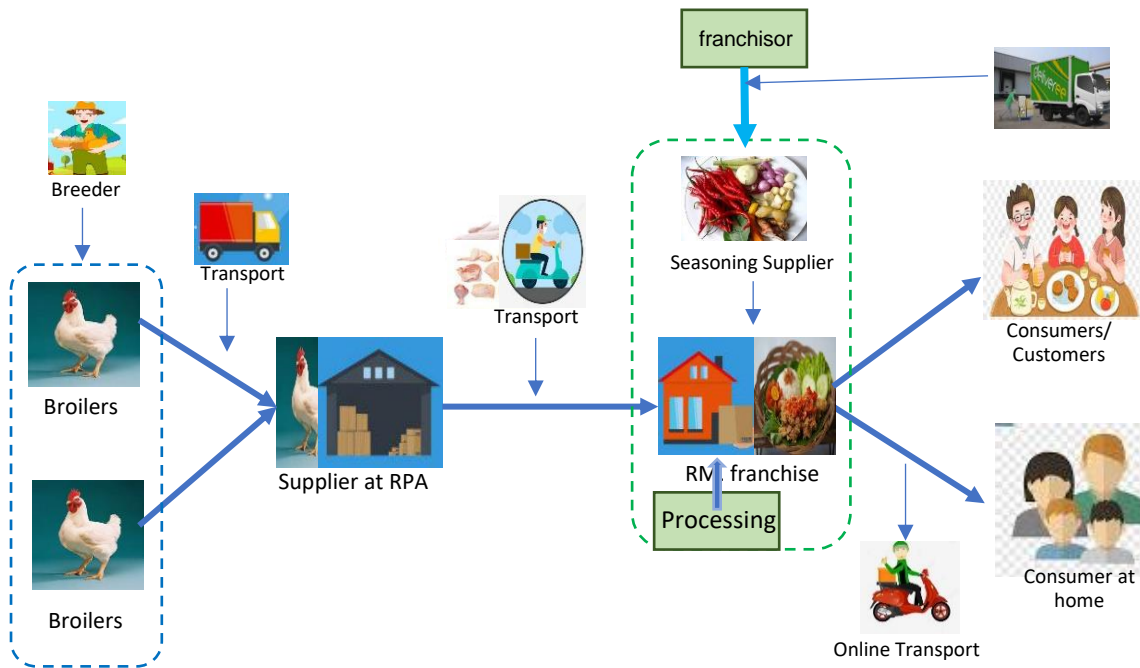 franchisor
deliveree
Breeder
Transport
Transport
Seasoning Supplier
Consumers/
Customers
Broilers
Supplier at RPA
franchise
Processing
Consumer at
home
Broilers
Online Transport